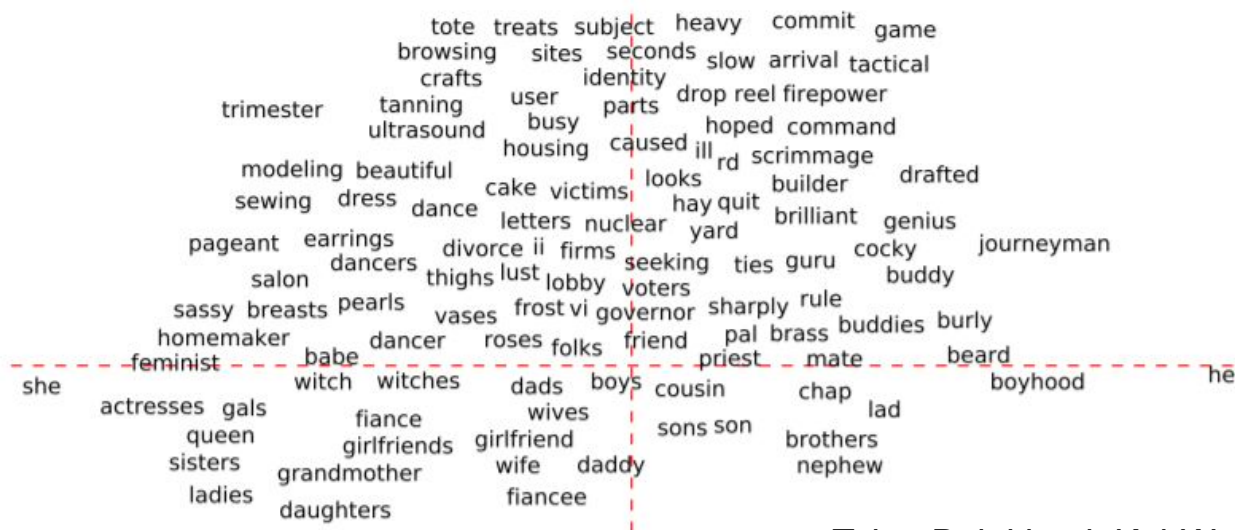 tote treats subject heavy commit game
browsing sites seconds slow arrival tactical
crafts identity drop reel firepower
trimester tanning user parts
ultrasound busy hoped command
housing caused ill rd scrimmage
modeling beautiful looks builder drafted
sewing dress cake victims hay quit
dance letters nuclear yard brilliant genius
pageant earrings divorce ii firms cocky journeyman
dancers seeking ties guru buddy
salon thighs lust lobby voters
sassy breasts pearls vases frost vi governor sharply rule
homemaker dancer roses folks friend pal brass buddies burly
feminist babe priest mate beard
she witch witches dads boys cousin chap boyhood he
actresses gals fiance wives lad
queen girlfriends girlfriend sons son brothers
sisters grandmother wife daddy nephew
ladies daughters fiancee